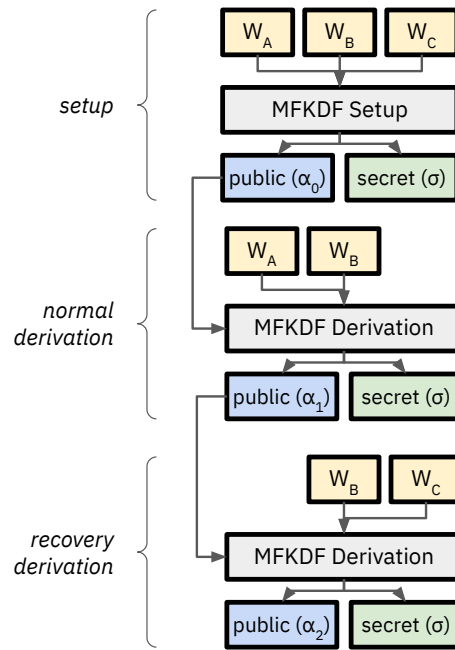 W_A W_B W_C
setup
MFKDF Setup
public (α_0) secret (σ)
W_A W_B
normal
derivation
MFKDF Derivation
public (α_1) secret (σ)
W_B W_C
recovery
derivation
MFKDF Derivation
public (α_2) secret (σ)